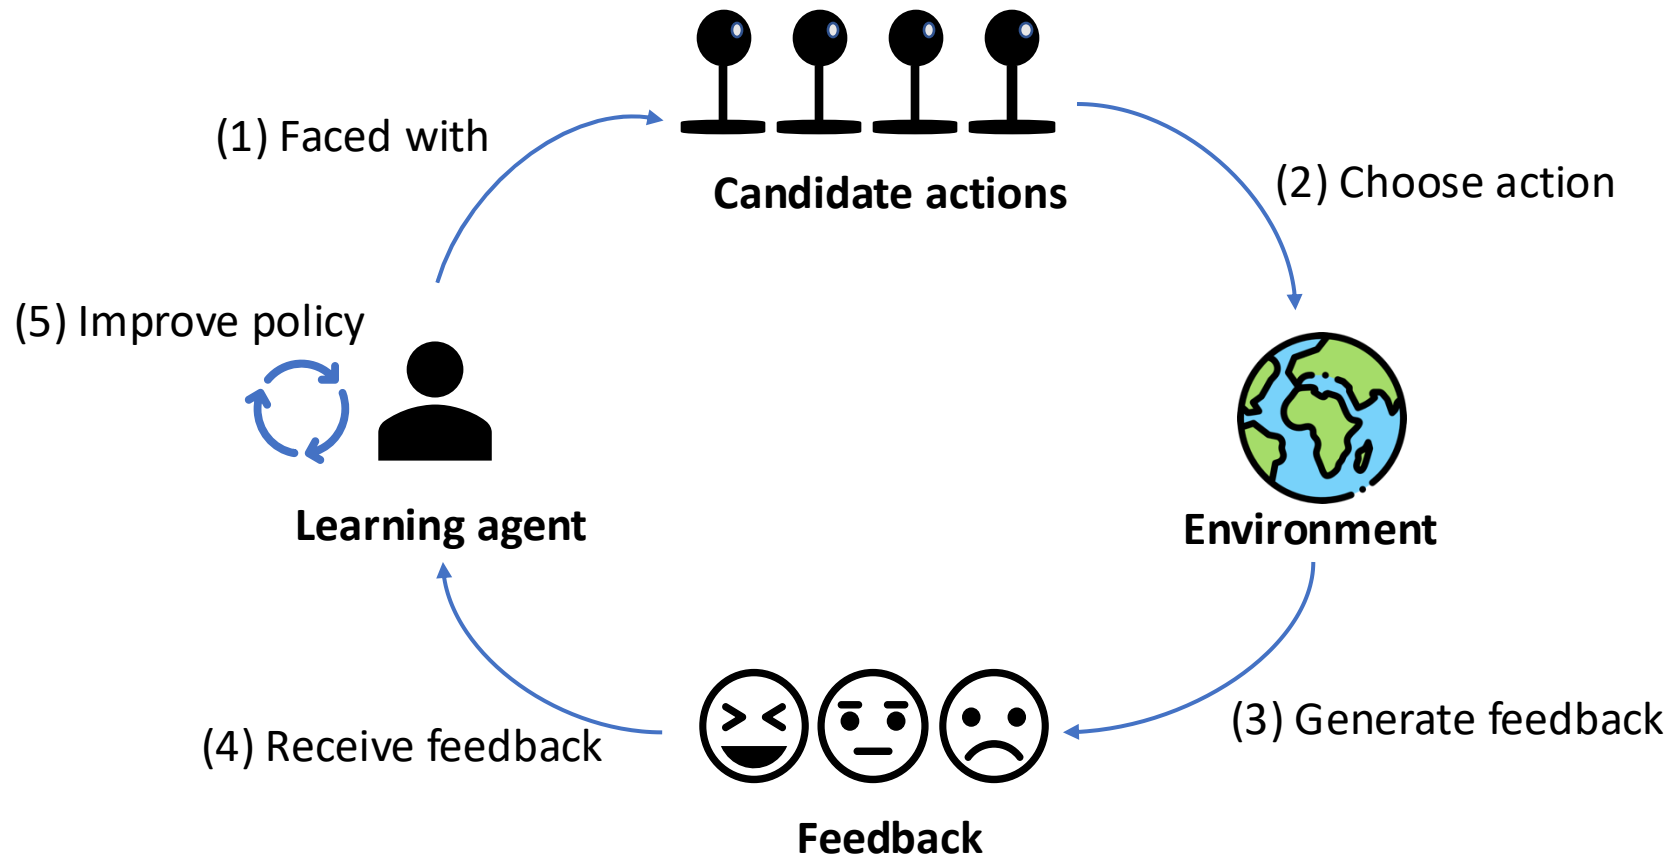 (1) Faced with
Candidate actions
(2) Choose action
(5) Improve policy
Learning agent
Environment
(4) Receive feedback
(3) Generate feedback
Feedback